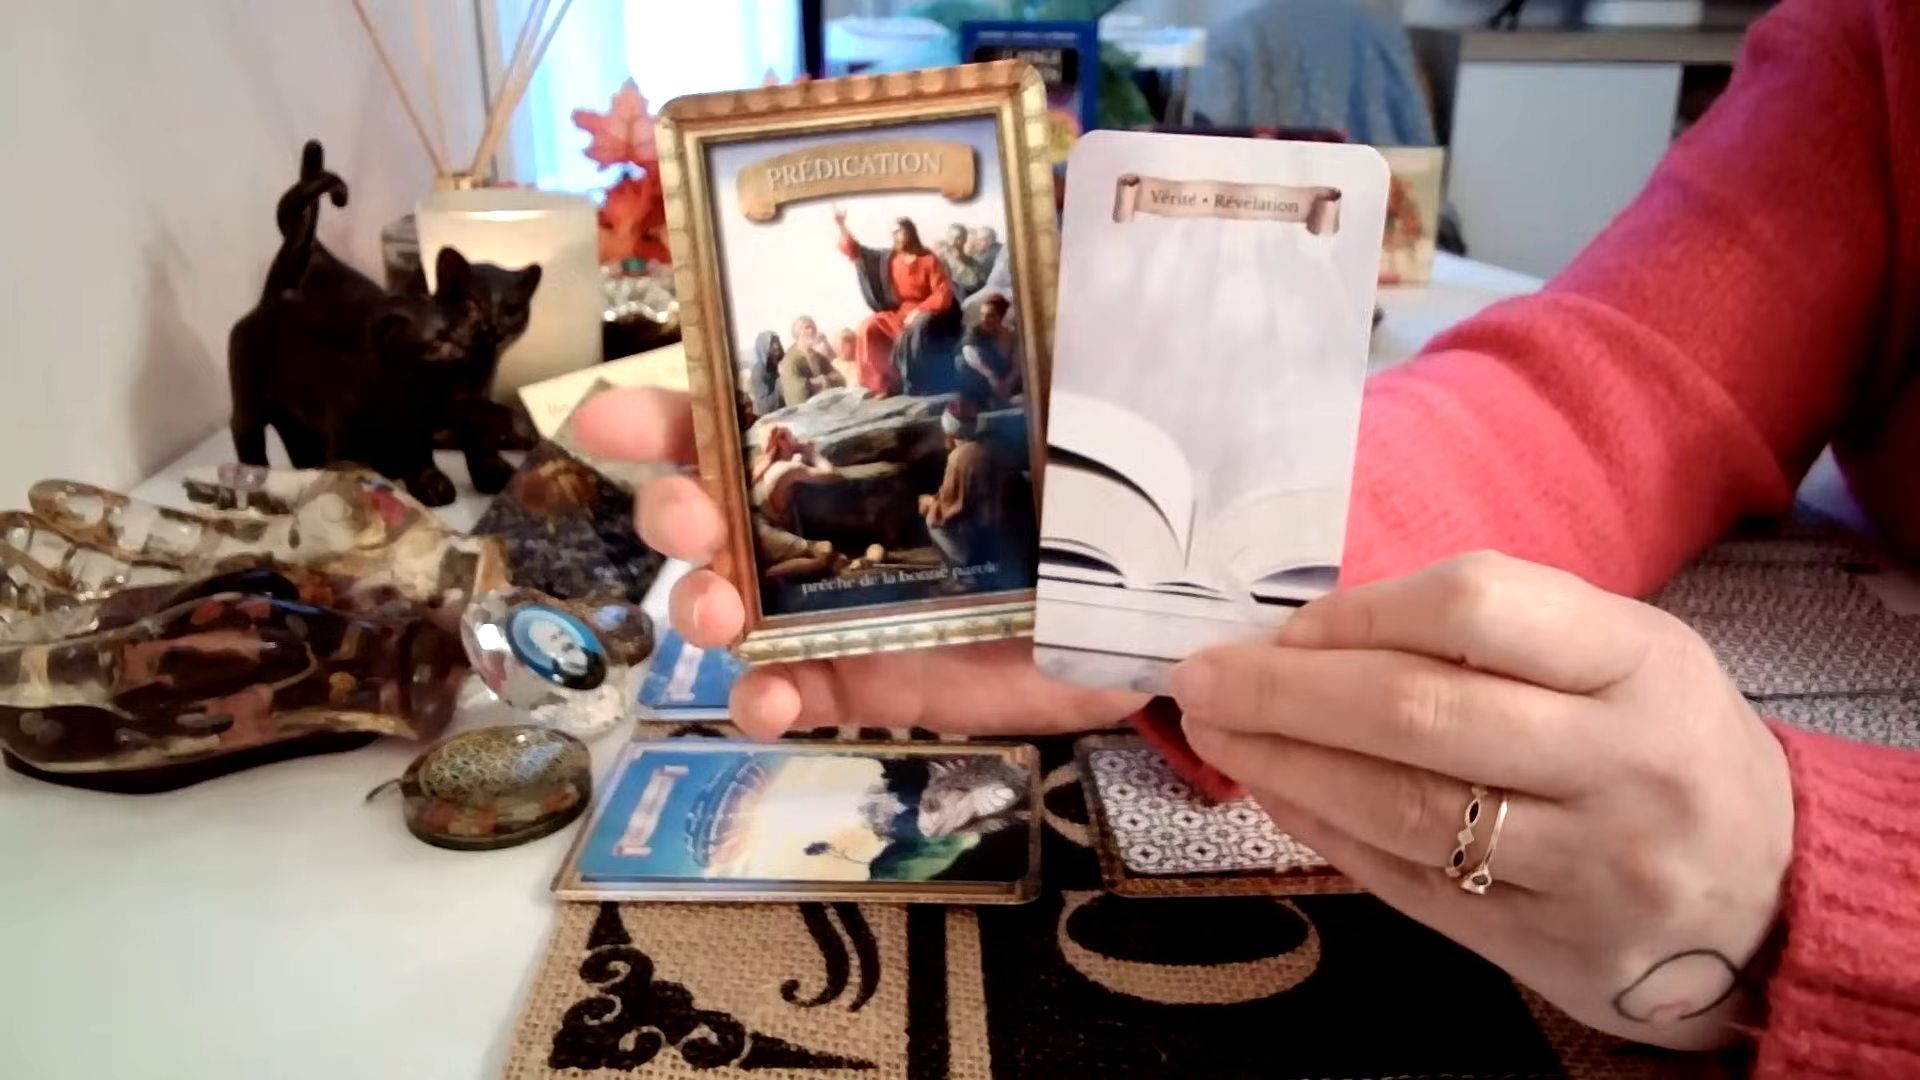 PRÉDICATION
Vérité • Révélation
prêche de la bonne parole